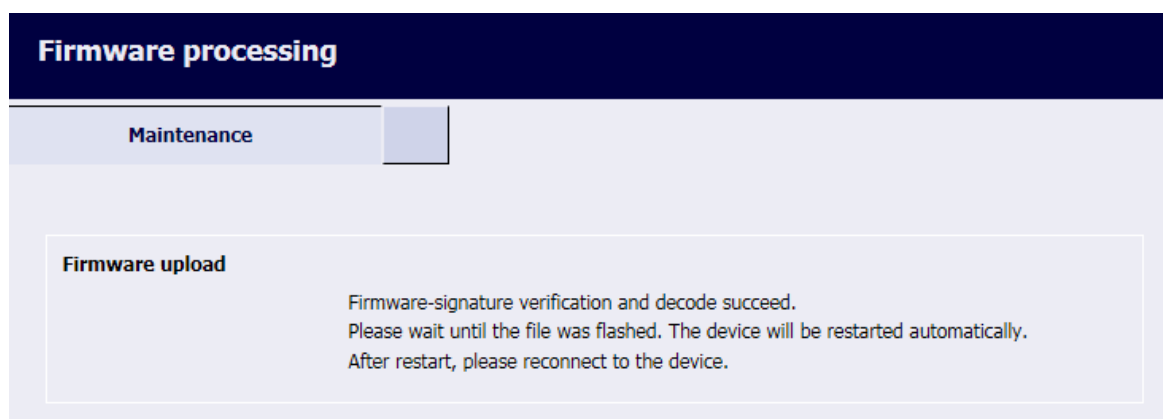 Firmware processing
Maintenance
Firmware upload
Firmware-signature verification and decode succeed.
Please wait until the file was flashed. The device will be restarted automatically.
After restart, please reconnect to the device.